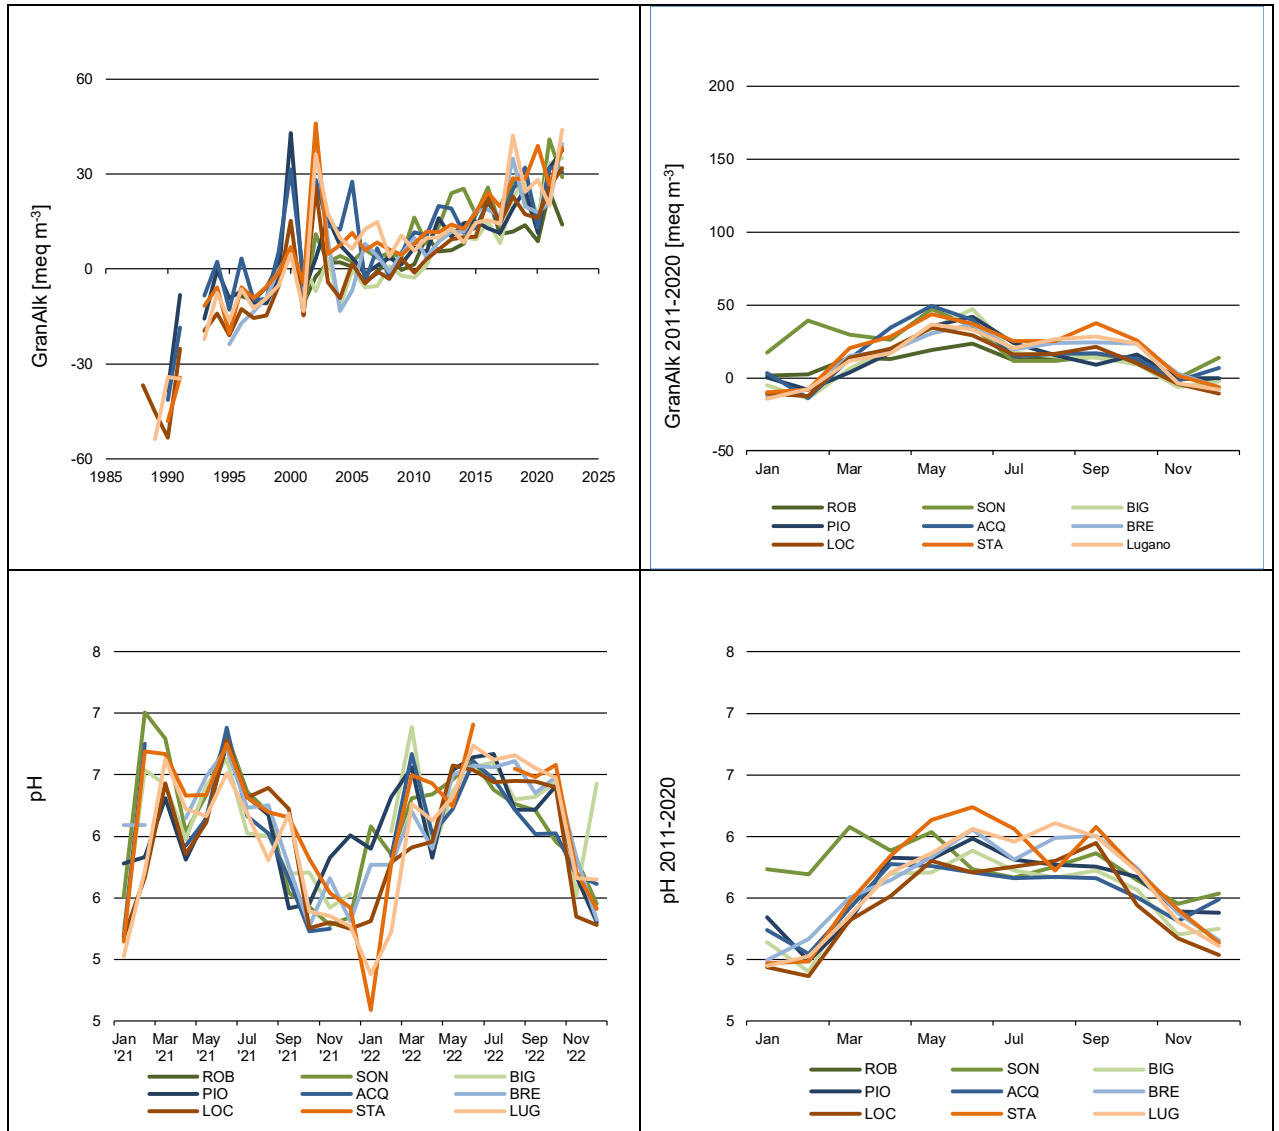 60
30
0
-30
-60
GranAlk [meq m-3]
1985 1990 1995 2000 2005 2010 2015 2020 2025
200
150
100
50
0
-50
GranAlk 2011-2020 [meq m-3]
Jan Mar May Jul Sep Nov
ROB SON BIG
PIO ACQ BRE
LOC STA Lugano
8
7
7
6
6
5
5
pH
Jan Mar May Jul Sep Nov Jan Mar May Jul Sep Nov
'21 '21 '21 '21 '21 '21 '22 '22 '22 '22 '22 '22
ROB SON BIG
PIO ACQ BRE
LOC STA LUG
8
7
7
6
6
5
5
pH 2011-2020
Jan Mar May Jul Sep Nov
ROB SON BIG
PIO ACQ BRE
LOC STA LUG